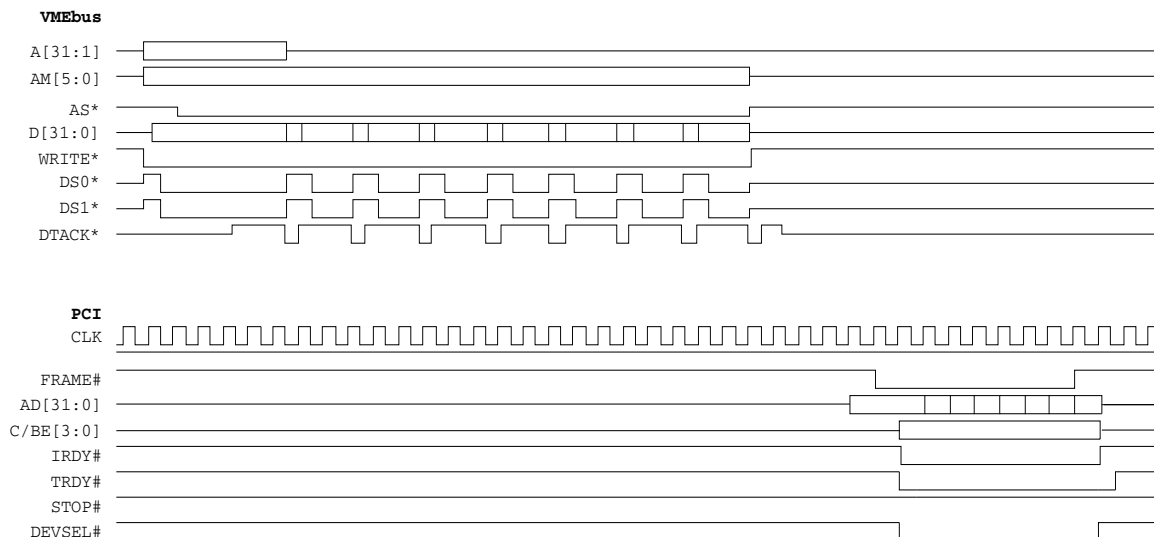 VMEbus
A[31:1]
AM[5:0]
AS*
D[31:0]
WRITE*
DS0*
DS1*
DTACK*
PCI
CLK
FRAME#
AD[31:0]
C/BE[3:0]
IRDY#
TRDY#
STOP#
DEVSEL#